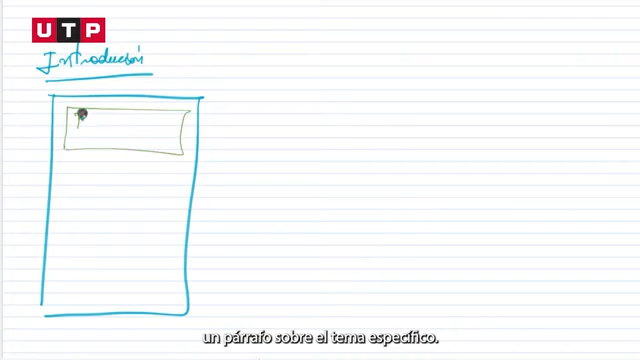 UTP
Introducción
un párrafo sobre el tema específico.